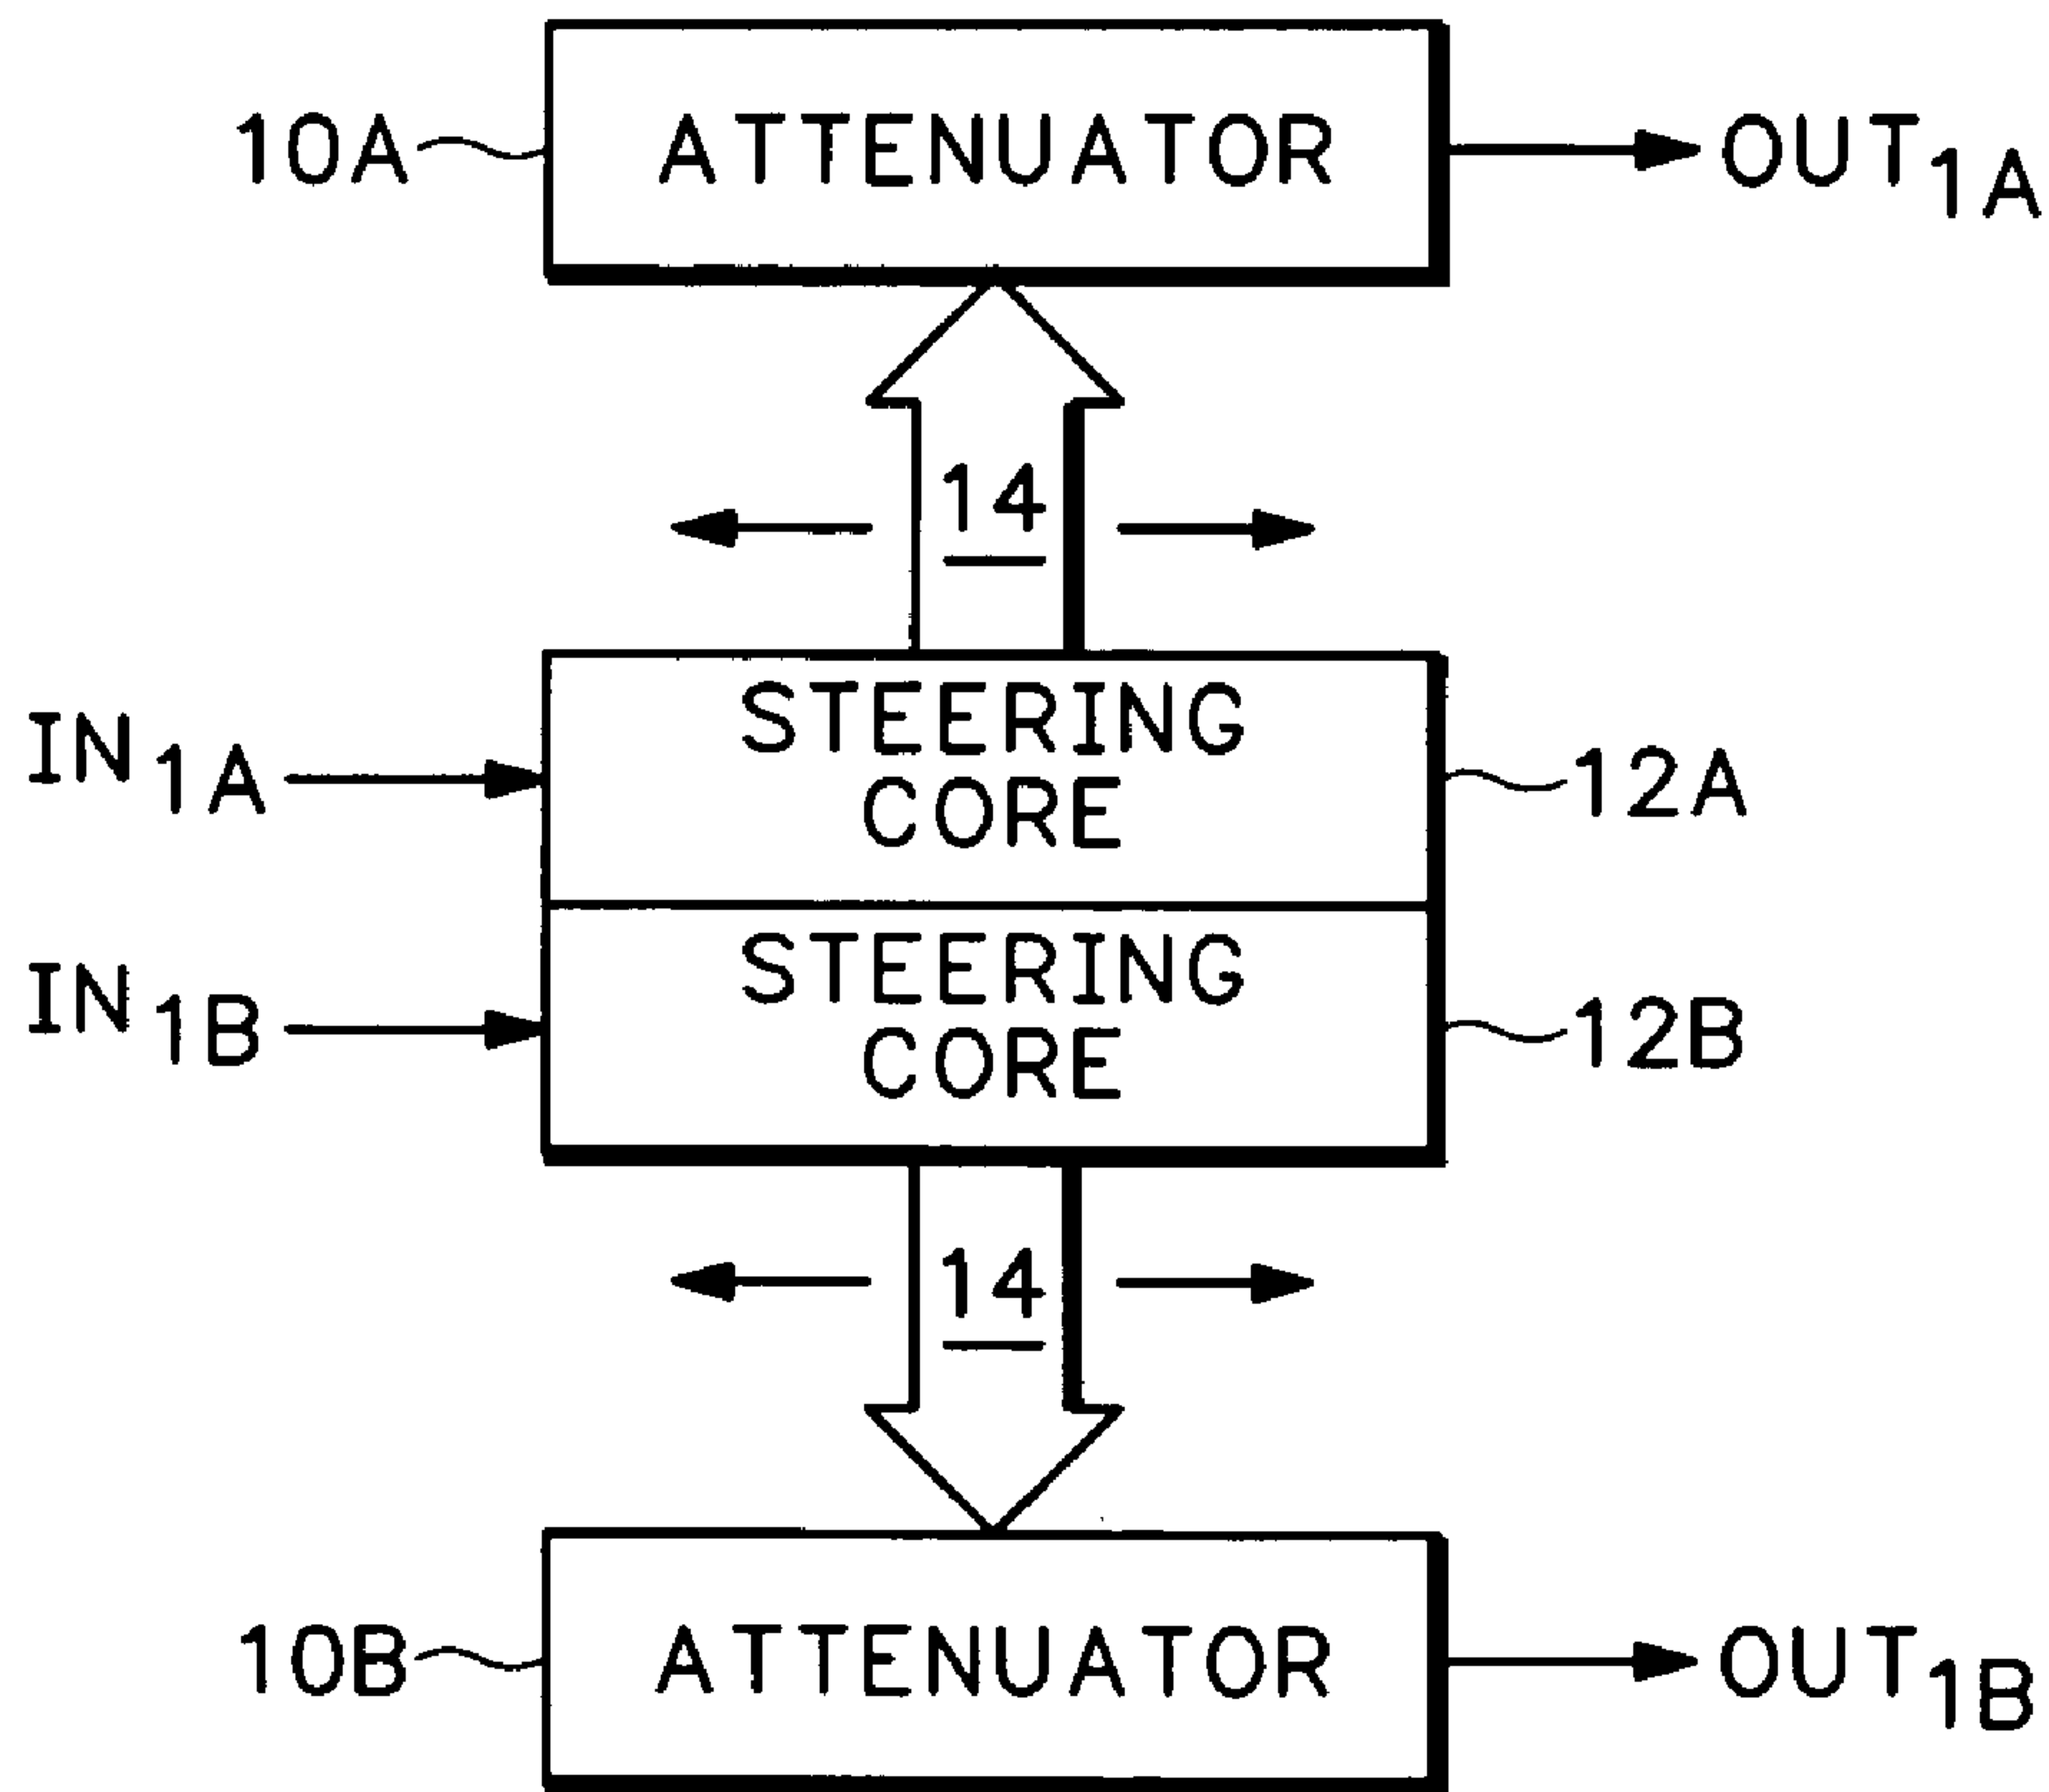 10A ATTENUATOR OUT1A
14
IN1A STEERING
CORE 12A
IN1B STEERING
CORE 12B
14
10B ATTENUATOR OUT1B